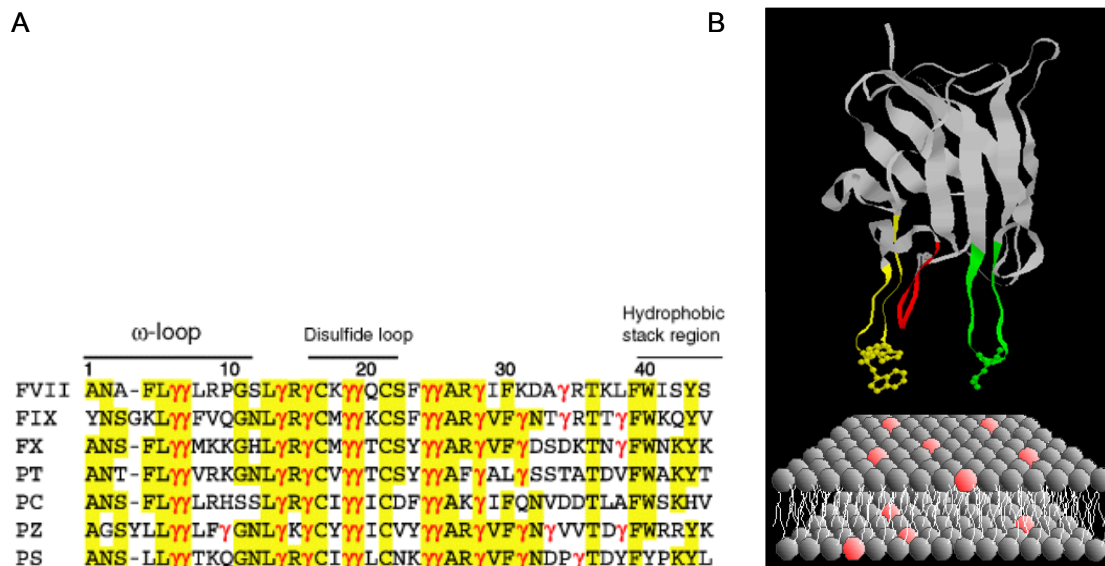 A
B
ω-loop
Disulfide loop
Hydrophobic
stack region
1 10 20 30 40
FVII ANA-FLγγLRPGSLγRγCKγγQCSFγγARγIFKDAγRTKLFWISYS
FIX YNSGKLγγFVQGNLγRγCMγγKCSFγγARγVFγNTγRTTγFWKQYV
FX ANS-FLγγMKKGHLγRγCMγγTCSYγγARγVFγDSDKTNγFWNKYK
PT ANT-FLγγVRKGNLγRγCVγγTCSYγγAFγALγSSTATDVFWAKYT
PC ANS-FLγγLRHSSLγRγCIγγICDFγγAKγIFQNVDDTLAFWSKHV
PZ AGSYLLγγLFγGNLγKγCYγγICVYγγARγVFγNγVVTDγFWRRYK
PS ANS-LLγγTKQGNLγRγCIγγLCNKγγARγVFγNDPγTDYFYPKYL